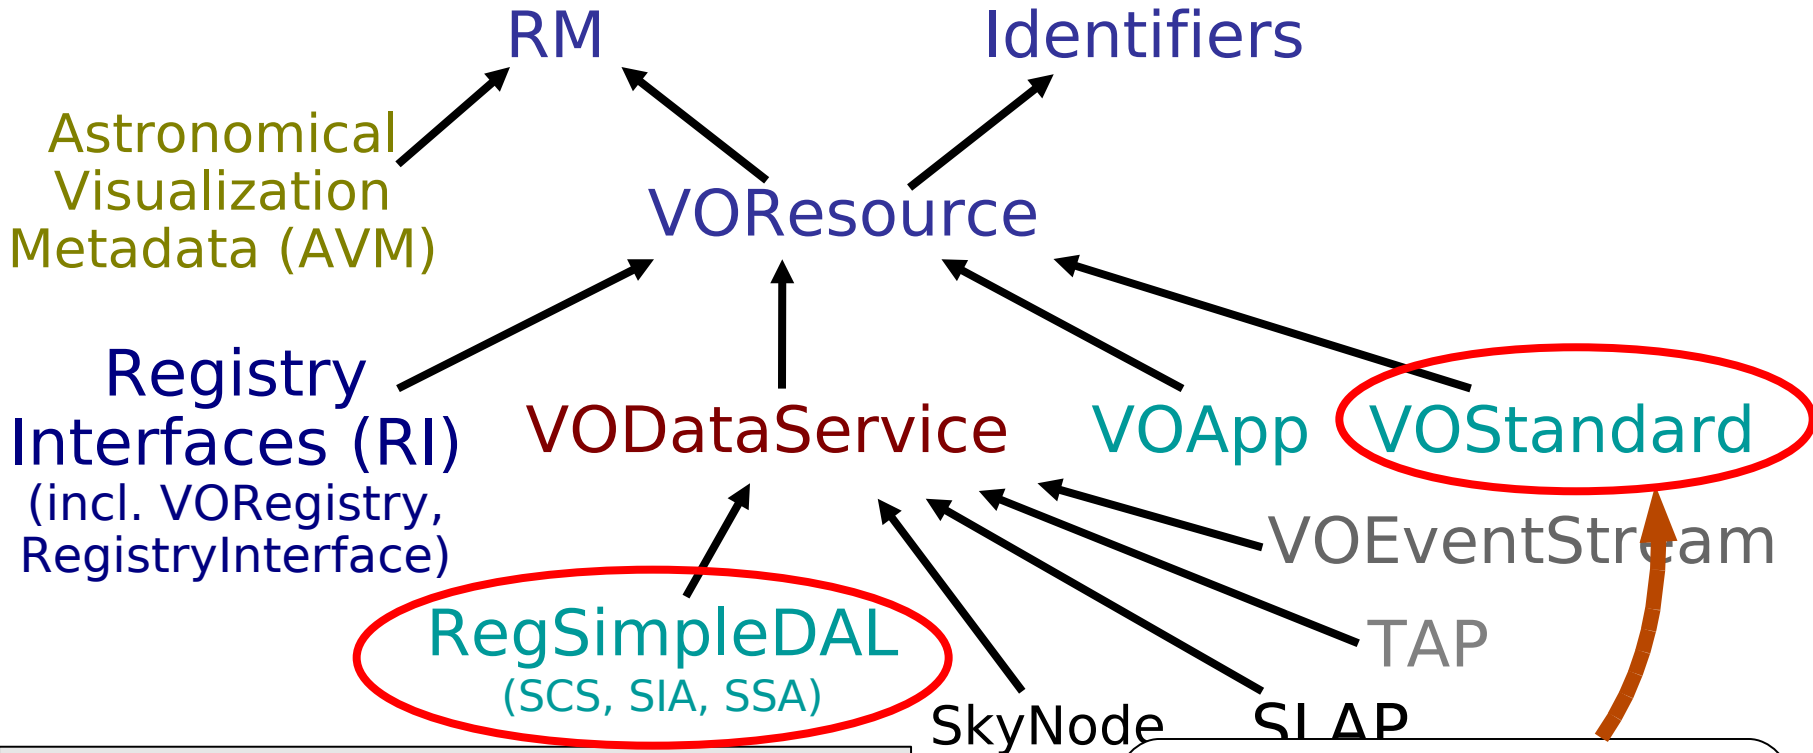 RM
Identifiers
Astronomical
Visualization
Metadata (AVM)
VOResource
Registry
Interfaces (RI)
(incl. VORegistry,
RegistryInterface)
VODataService
VOApp
VOStandard
VOEventStream
RegSimpleDAL
(SCS, SIA, SSA)
TAP
SkyNode
SLAP